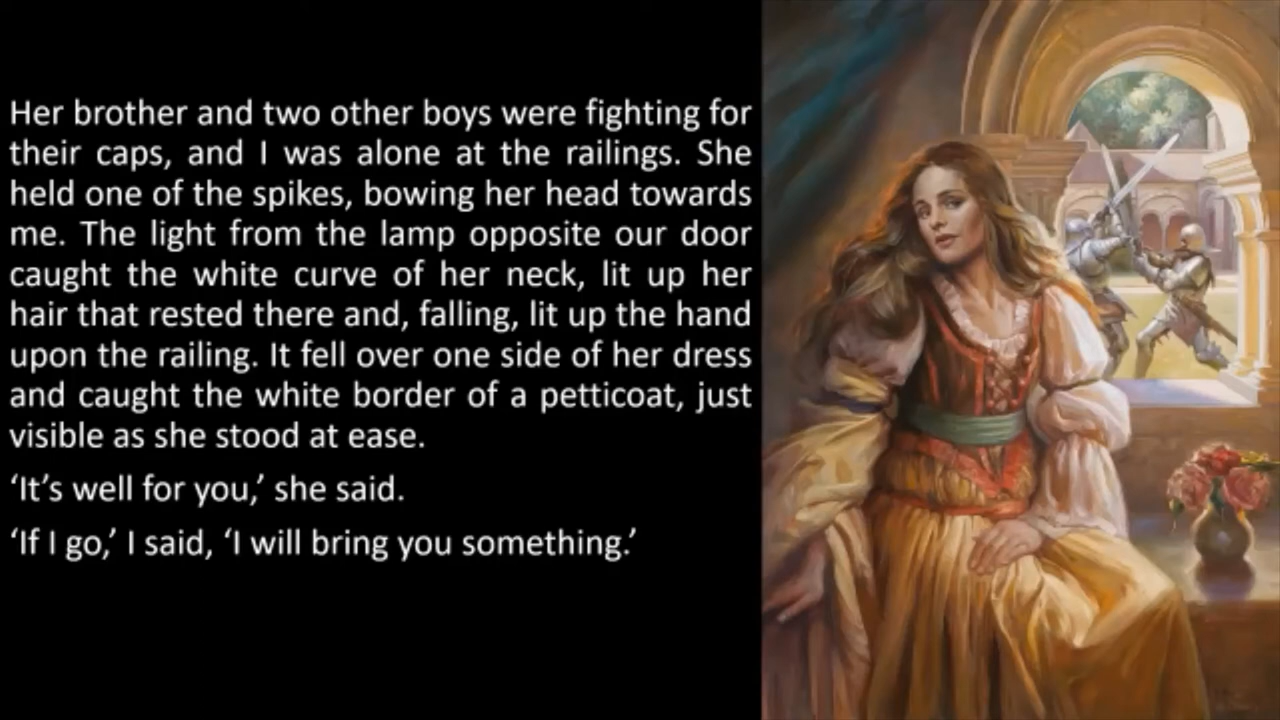 Her brother and two other boys were fighting for
their caps, and I was alone at the railings. She
held one of the spikes, bowing her head towards
me. The light from the lamp opposite our door
caught the white curve of her neck, lit up her
hair that rested there and, falling, lit up the hand
upon the railing. It fell over one side of her dress
and caught the white border of a petticoat, just
visible as she stood at ease.
‘It’s well for you,’ she said.
‘If I go,’ I said, ‘I will bring you something.’